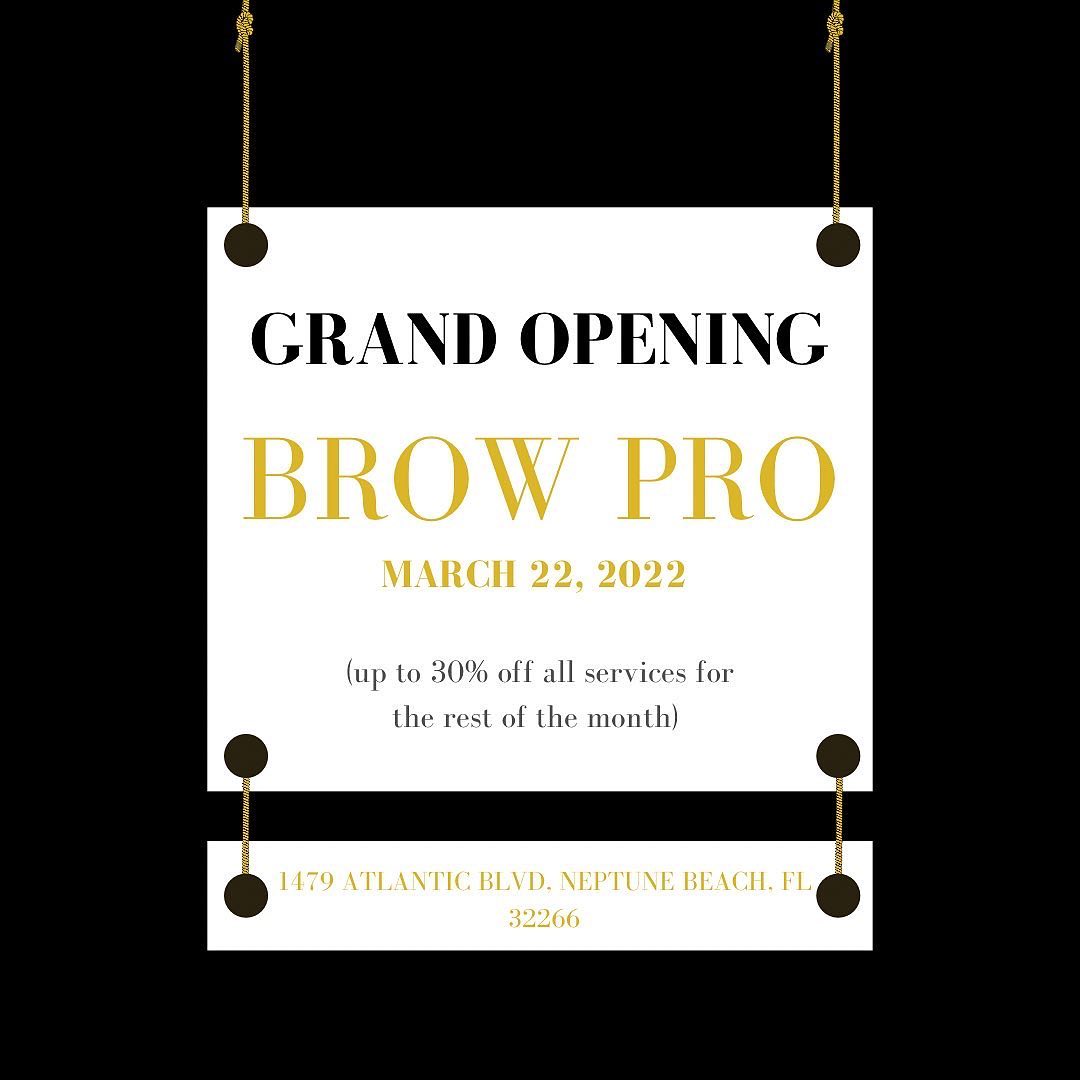 GRAND OPENING
BROW PRO
MARCH 22, 2022
(up to 30% off all services for
the rest of the month)
1479 ATLANTIC BLVD, NEPTUNE BEACH, FL
32266